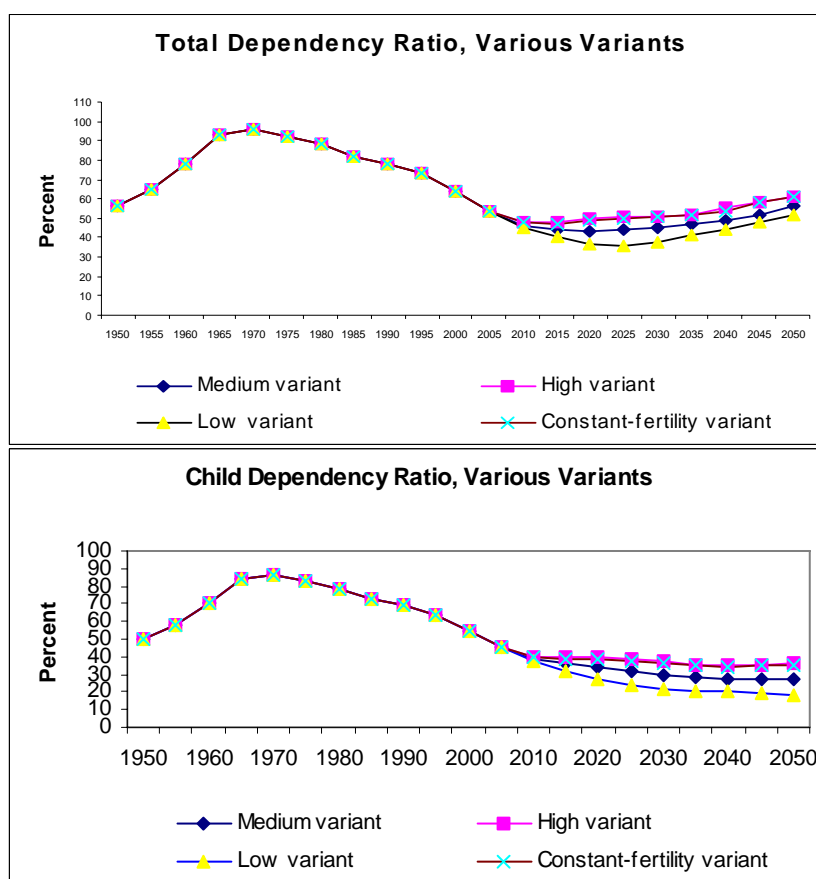 Total Dependency Ratio, Various Variants
Percent
110
100
90
80
70
60
50
40
30
20
10
0
1950 1955 1960 1965 1970 1975 1980 1985 1990 1995 2000 2005 2010 2015 2020 2025 2030 2035 2040 2045 2050
Medium variant High variant
Low variant Constant-fertility variant
Child Dependency Ratio, Various Variants
Percent
100
90
80
70
60
50
40
30
20
10
0
1950 1960 1970 1980 1990 2000 2010 2020 2030 2040 2050
Medium variant High variant
Low variant Constant-fertility variant